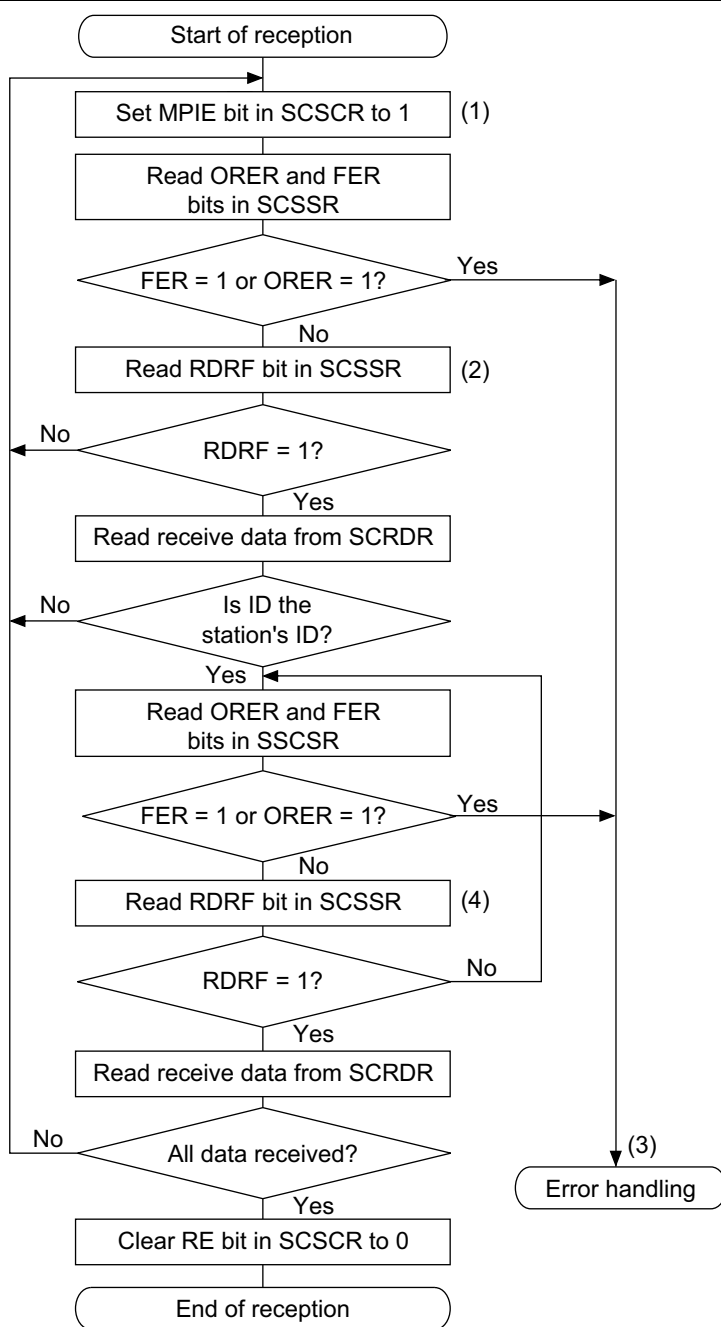 Start of reception
Set MPIE bit in SCSCR to 1
(1)
Read ORER and FER
bits in SCSSR
FER = 1 or ORER = 1?
Yes
No
Read RDRF bit in SCSSR
(2)
No
RDRF = 1?
Yes
Read receive data from SCRDR
No
Is ID the
station's ID?
Yes
Read ORER and FER
bits in SSCSR
FER = 1 or ORER = 1?
Yes
No
Read RDRF bit in SCSSR
(4)
RDRF = 1?
No
Yes
Read receive data from SCRDR
No
All data received?
(3)
Error handling
Yes
Clear RE bit in SCSCR to 0
End of reception